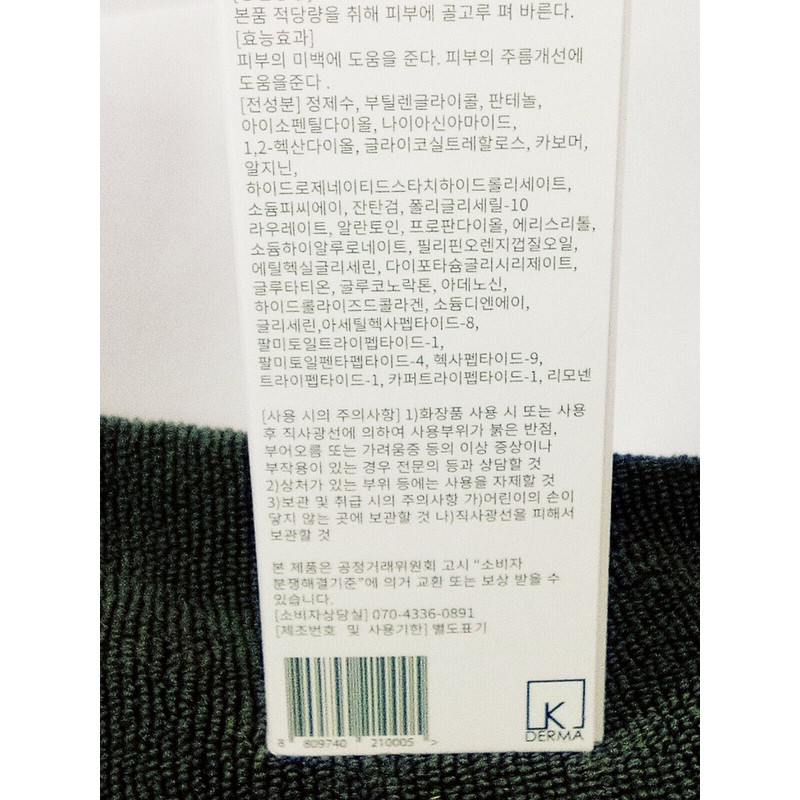 본품 적당량을 취해 피부에 골고루 펴 바른다.
[효능효과]
피부의 미백에 도움을 준다. 피부의 주름개선에
도움을준다 .
[전성분] 정제수, 부틸렌글라이콜, 판테놀,
아이소펜틸다이올, 나이아신아마이드,
1,2-헥산다이올, 글라이코실트레할로스, 카보머,
알지닌,
하이드로제네이티드스타치하이드롤리세이트,
소듐피씨에이, 잔탄검, 폴리글리세릴-10
라우레이트, 알란토인, 프로판다이올, 에리스리톨,
소듐하이알루로네이트, 필리핀오렌지껍질오일,
에틸헥실글리세린, 다이포타슘글리시리제이트,
글루타티온, 글루코노락톤, 아데노신,
하이드롤라이즈드콜라겐, 소듐디엔에이,
글리세린,아세틸헥사펩타이드-8,
팔미토일트라이펩타이드-1,
팔미토일펜타펩타이드-4, 헥사펩타이드-9,
트라이펩타이드-1, 카퍼트라이펩타이드-1, 리모넨
[사용 시의 주의사항] 1)화장품 사용 시 또는 사용
후 직사광선에 의하여 사용부위가 붉은 반점,
부어오름 또는 가려움증 등의 이상 증상이나
부작용이 있는 경우 전문의 등과 상담할 것
2)상처가 있는 부위 등에는 사용을 자제할 것
3)보관 및 취급 시의 주의사항 가)어린이의 손이
닿지 않는 곳에 보관할 것 나)직사광선을 피해서
보관할 것
본 제품은 공정거래위원회 고시 "소비자
분쟁해결기준"에 의거 교환 또는 보상 받을 수
있습니다.
[소비자상담실] 070-4336-0891
[제조번호 및 사용기한] 별도표기
8 809740 210005 >
K
DERMA